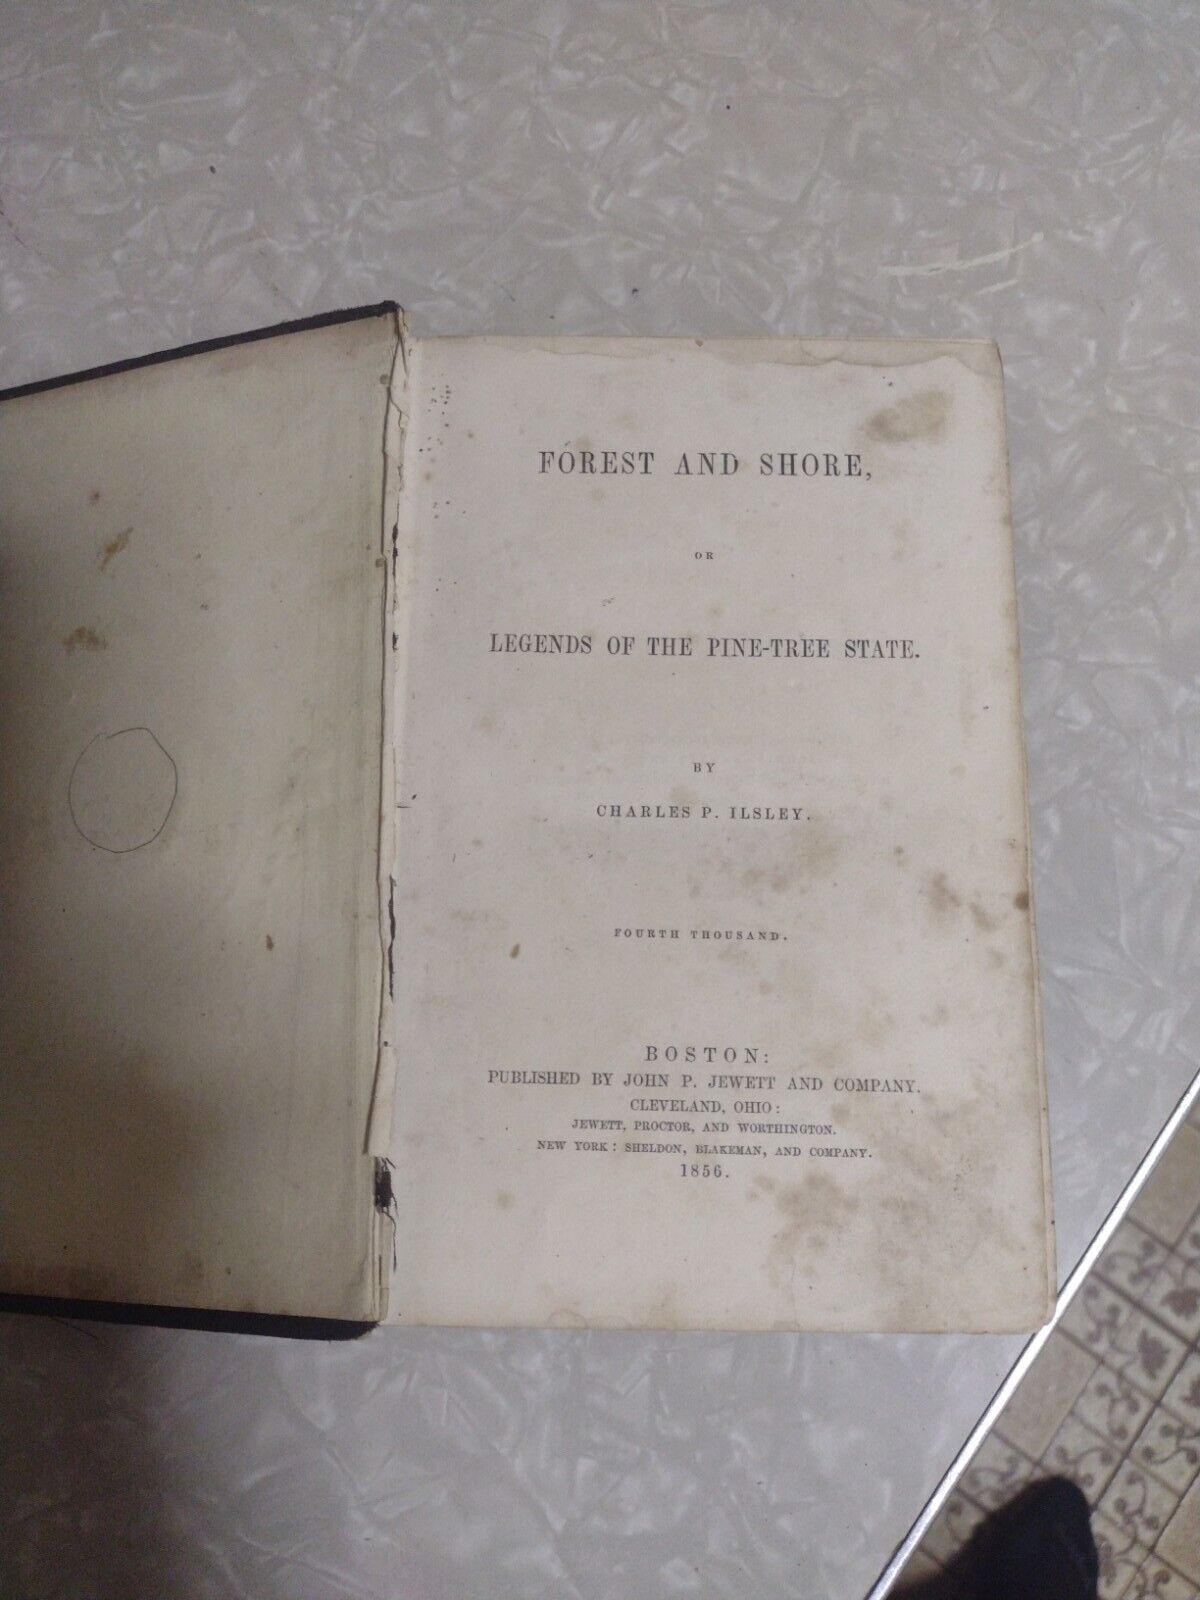 FOREST AND SHORE,
OR
LEGENDS OF THE PINE-TREE STATE.
BY
CHARLES P. ILSLEY.
FOURTH THOUSAND.
BOSTON:
PUBLISHED BY JOHN P. JEWETT AND COMPANY.
CLEVELAND, OHIO:
JEWETT, PROCTOR, AND WORTHINGTON.
NEW YORK: SHELDON, BLAKEMAN, AND COMPANY.
1856.